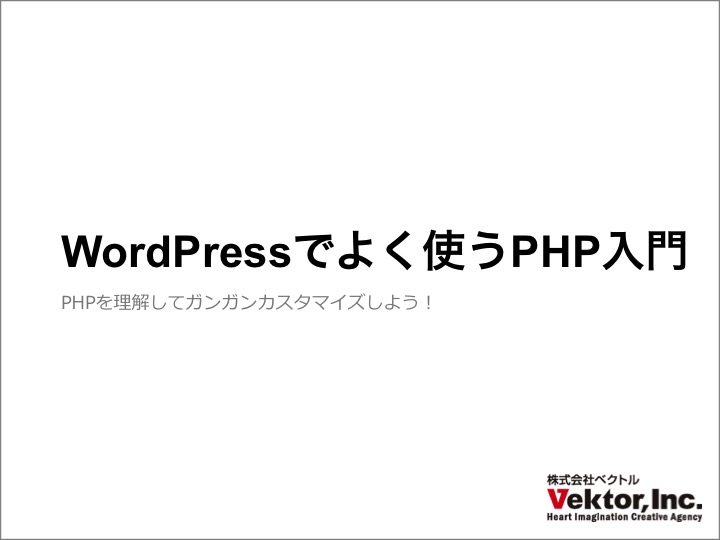 WordPressでよく使うPHP入門
PHPを理解してガンガンカスタマイズしよう！
株式会社ベクトル
Vektor,Inc.
Heart Imagination Creative Agency